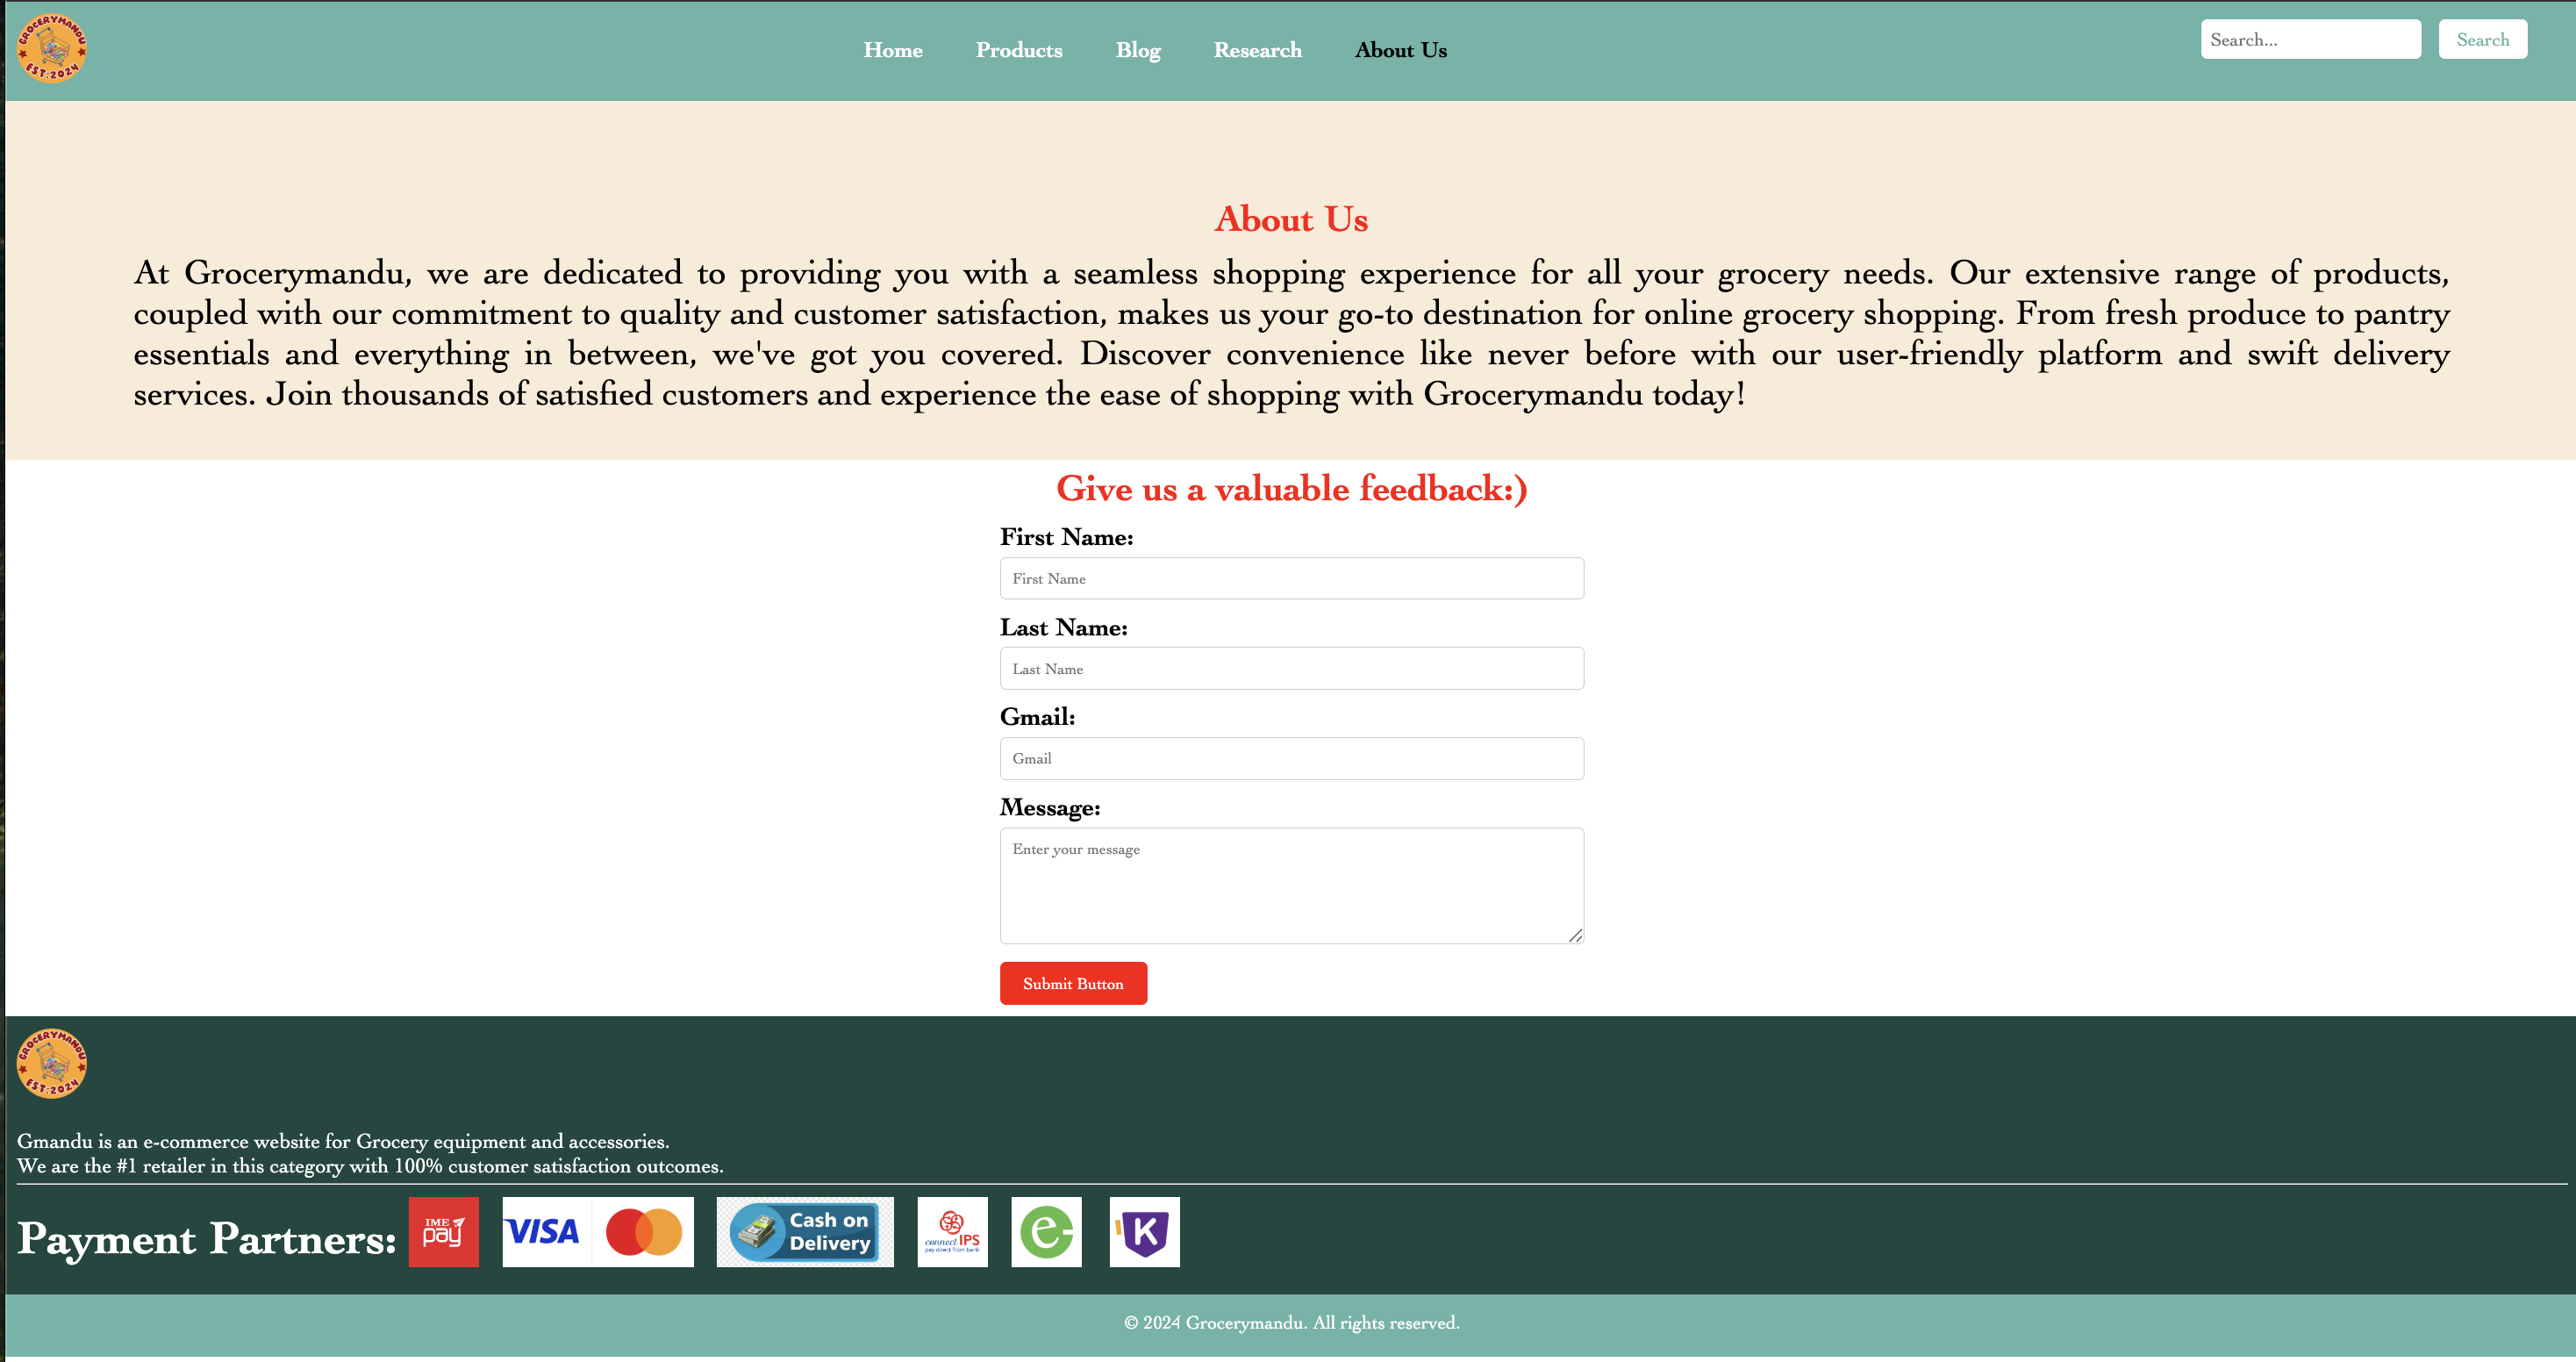 GROCERYMANDU
EST:2024
Home Products Blog Research About Us
Search... Search
About Us
At Grocerymandu, we are dedicated to providing you with a seamless shopping experience for all your grocery needs. Our extensive range of products,
coupled with our commitment to quality and customer satisfaction, makes us your go-to destination for online grocery shopping. From fresh produce to pantry
essentials and everything in between, we've got you covered. Discover convenience like never before with our user-friendly platform and swift delivery
services. Join thousands of satisfied customers and experience the ease of shopping with Grocerymandu today!
Give us a valuable feedback:)
First Name:
First Name
Last Name:
Last Name
Gmail:
Gmail
Message:
Enter your message
Submit Button
GROCERYMANDU
EST:2024
Gmandu is an e-commerce website for Grocery equipment and accessories.
We are the #1 retailer in this category with 100% customer satisfaction outcomes.
Payment Partners:
IME
pay
VISA
Cash on
Delivery
connectIPS
pay direct from bank
e-
K
© 2024 Grocerymandu. All rights reserved.